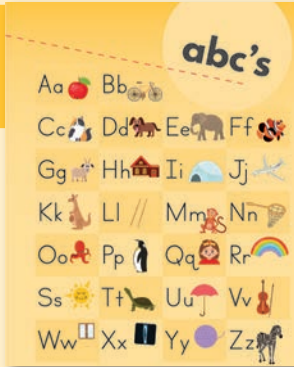 abc's
Aa Bb
Cc Dd Ee Ff
Gg Hh Ii Jj
Kk Ll Mm Nn
Oo Pp Qq Rr
Ss Tt Uu Vv
Ww Xx Yy Zz